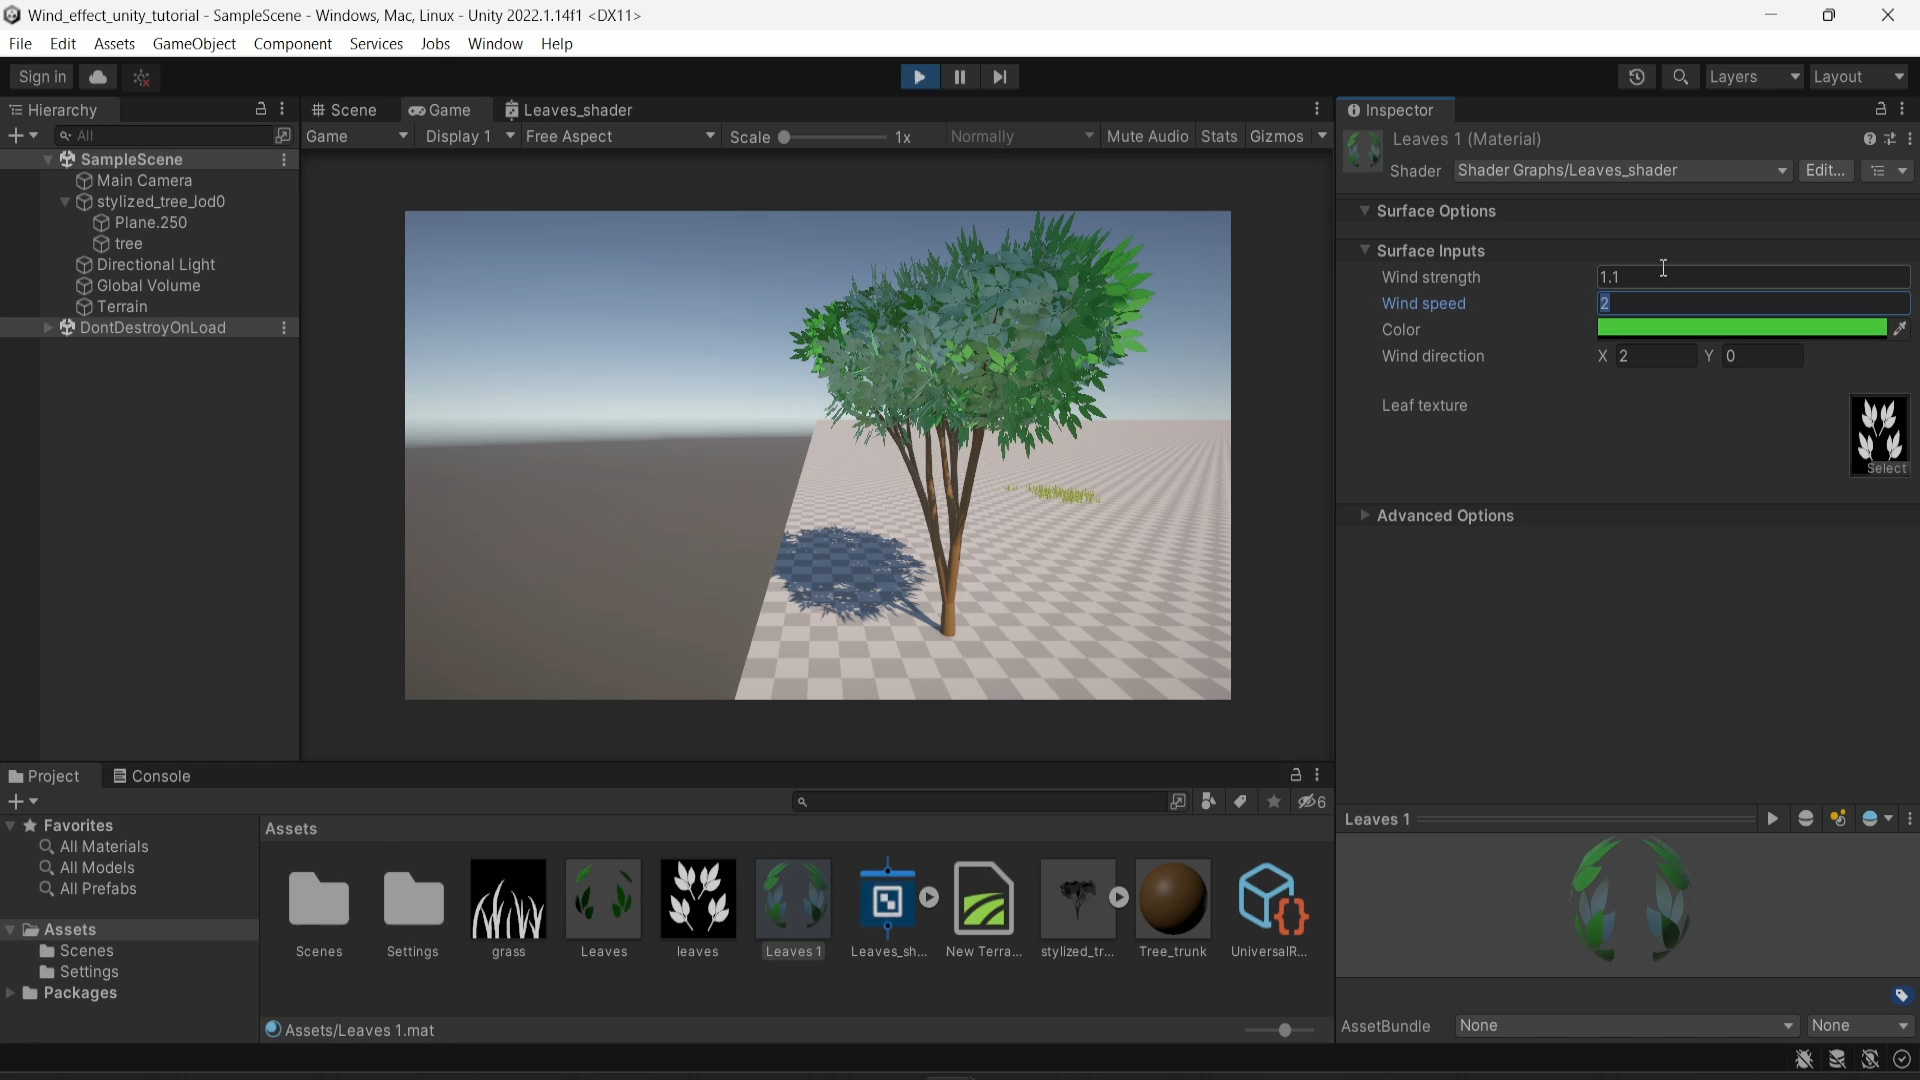 Wind_effect_unity_tutorial - SampleScene - Windows, Mac, Linux - Unity 2022.1.14f1 <DX11>
File Edit Assets GameObject Component Services Jobs Window Help
Sign in
Layers
Layout
Hierarchy
All
SampleScene
Main Camera
stylized_tree_lod0
Plane.250
tree
Directional Light
Global Volume
Terrain
DontDestroyOnLoad
Scene Game Leaves_shader
Game Display 1 Free Aspect Scale 1x Normally Mute Audio Stats Gizmos
Inspector
Leaves 1 (Material)
Shader Shader Graphs/Leaves_shader Edit...
Surface Options
Surface Inputs
Wind strength 1.1
Wind speed 2
Color
Wind direction X 2 Y 0
Leaf texture
Select
Advanced Options
Project Console
6
Favorites
All Materials
All Models
All Prefabs
Assets
Scenes
Settings
Packages
Assets
Scenes Settings grass Leaves leaves Leaves 1 Leaves_sh... New Terra... stylized_tr... Tree_trunk UniversalR...
Assets/Leaves 1.mat
Leaves 1
AssetBundle None None